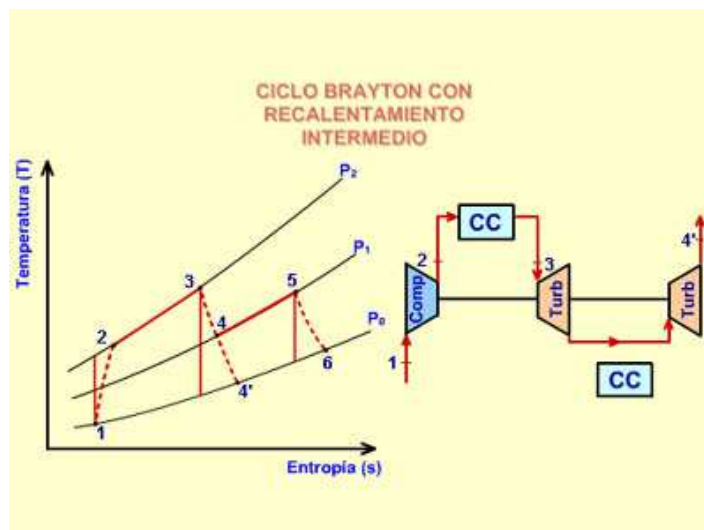 CICLO BRAYTON CON
RECALENTAMIENTO
INTERMEDIO
Temperatura (T)
P2
P1
P0
3
5
2
4
6
4'
1
Entropía (s)
CC
2
3
4'
Comp
Turb
Turb
1
CC